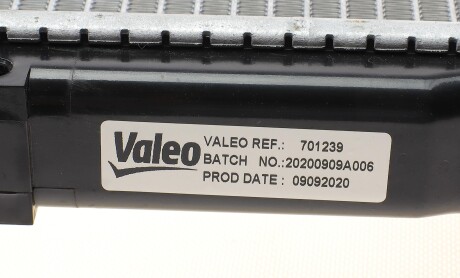 Valeo
VALEO REF.: 701239
BATCH NO.:20200909A006
PROD DATE : 09092020